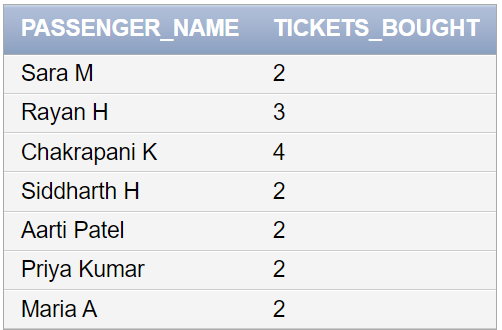 PASSENGER_NAME TICKETS_BOUGHT
Sara M 2
Rayan H 3
Chakrapani K 4
Siddharth H 2
Aarti Patel 2
Priya Kumar 2
Maria A 2